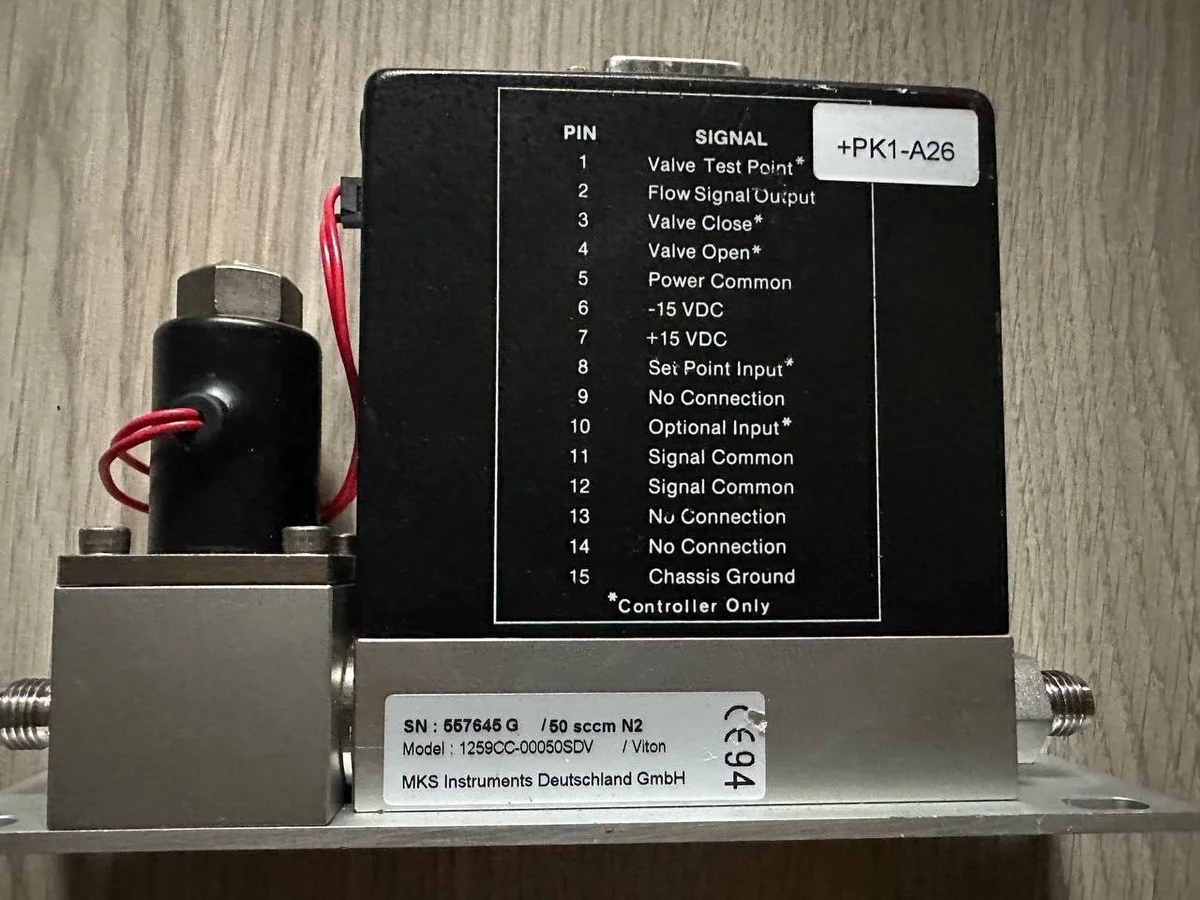 +PK1-A26
PIN SIGNAL
1 Valve Test Point*
2 Flow Signal Output
3 Valve Close*
4 Valve Open*
5 Power Common
6 -15 VDC
7 +15 VDC
8 Set Point Input*
9 No Connection
10 Optional Input*
11 Signal Common
12 Signal Common
13 No Connection
14 No Connection
15 Chassis Ground
*Controller Only
SN : 557645 G /50 sccm N2
Model : 1259CC-00050SDV / Viton
MKS Instruments Deutschland GmbH
CE94